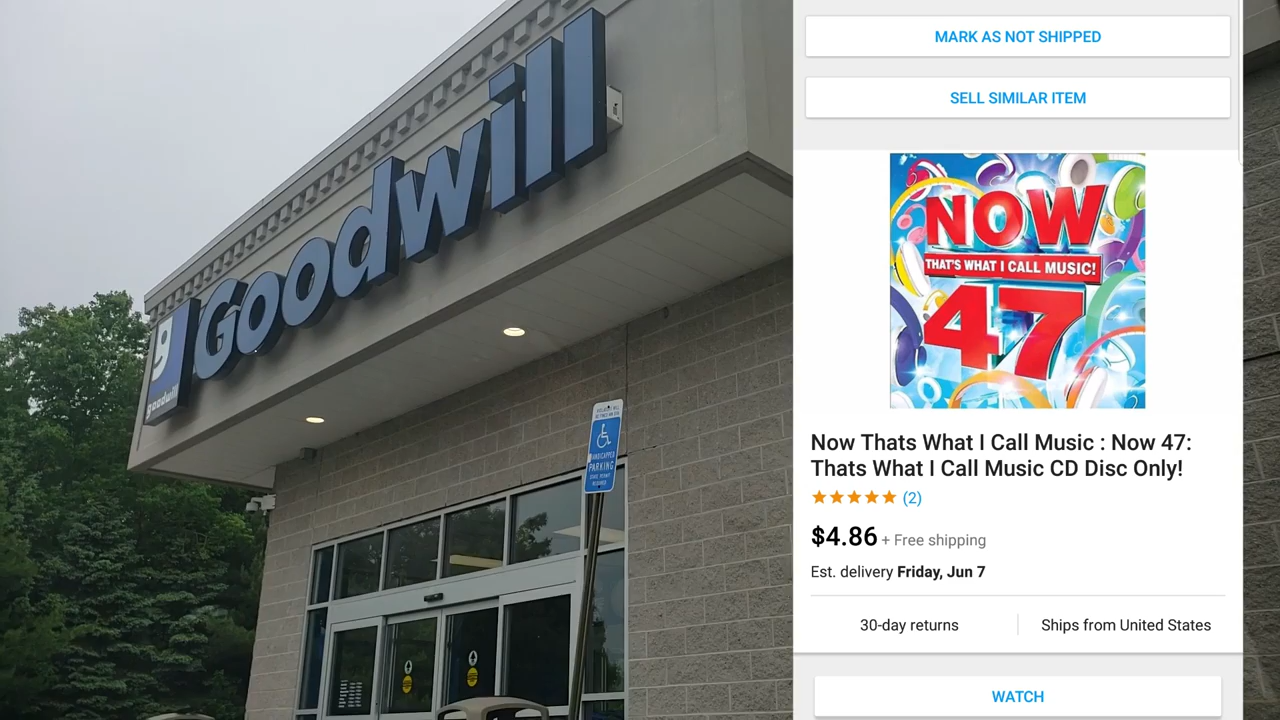 Goodwill
g
goodwill
HANDICAPPED
PARKING
MARK AS NOT SHIPPED
SELL SIMILAR ITEM
NOW
THAT'S WHAT I CALL MUSIC!
47
Now Thats What I Call Music : Now 47:
Thats What I Call Music CD Disc Only!
(2)
$4.86 + Free shipping
Est. delivery Friday, Jun 7
30-day returns
Ships from United States
WATCH